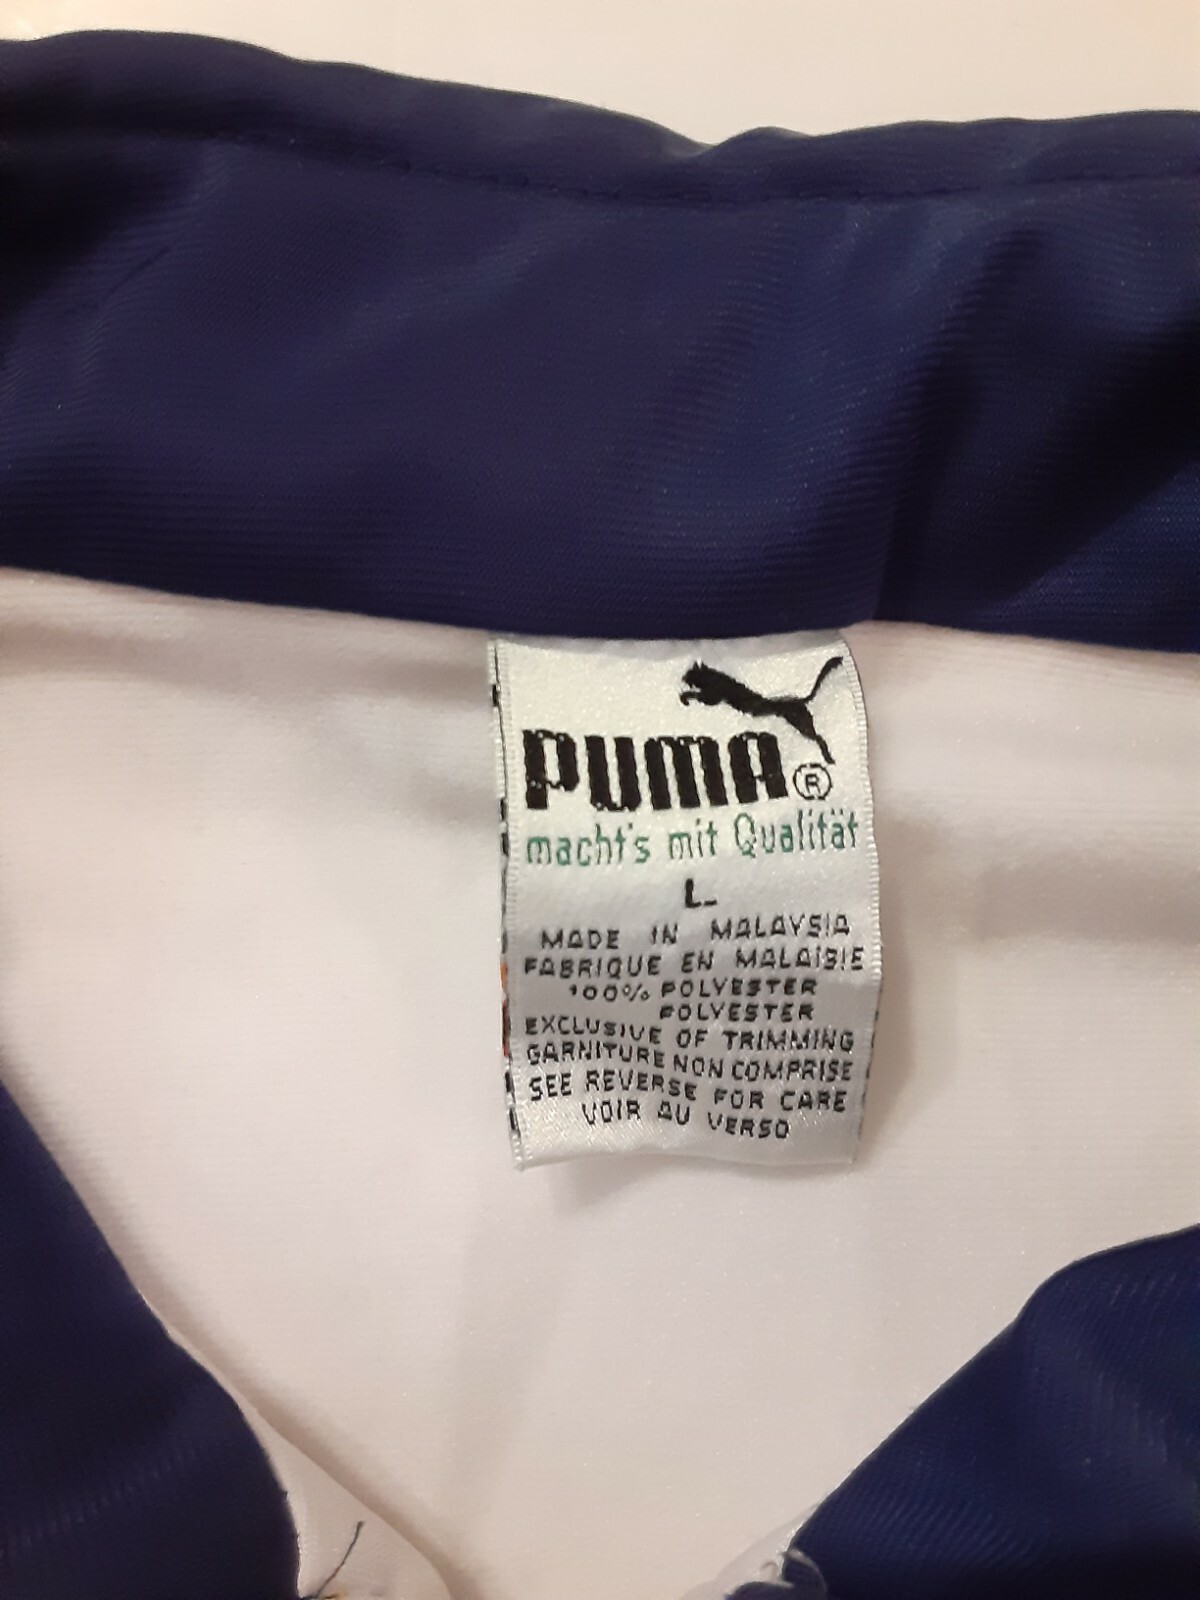 PUMA®
macht's mit Qualität
L
MADE IN MALAYSIA
FABRIQUE EN MALAISIE
100% POLYESTER
POLYESTER
EXCLUSIVE OF TRIMMING
GARNITURE NON COMPRISE
SEE REVERSE FOR CARE
VOIR AU VERSO